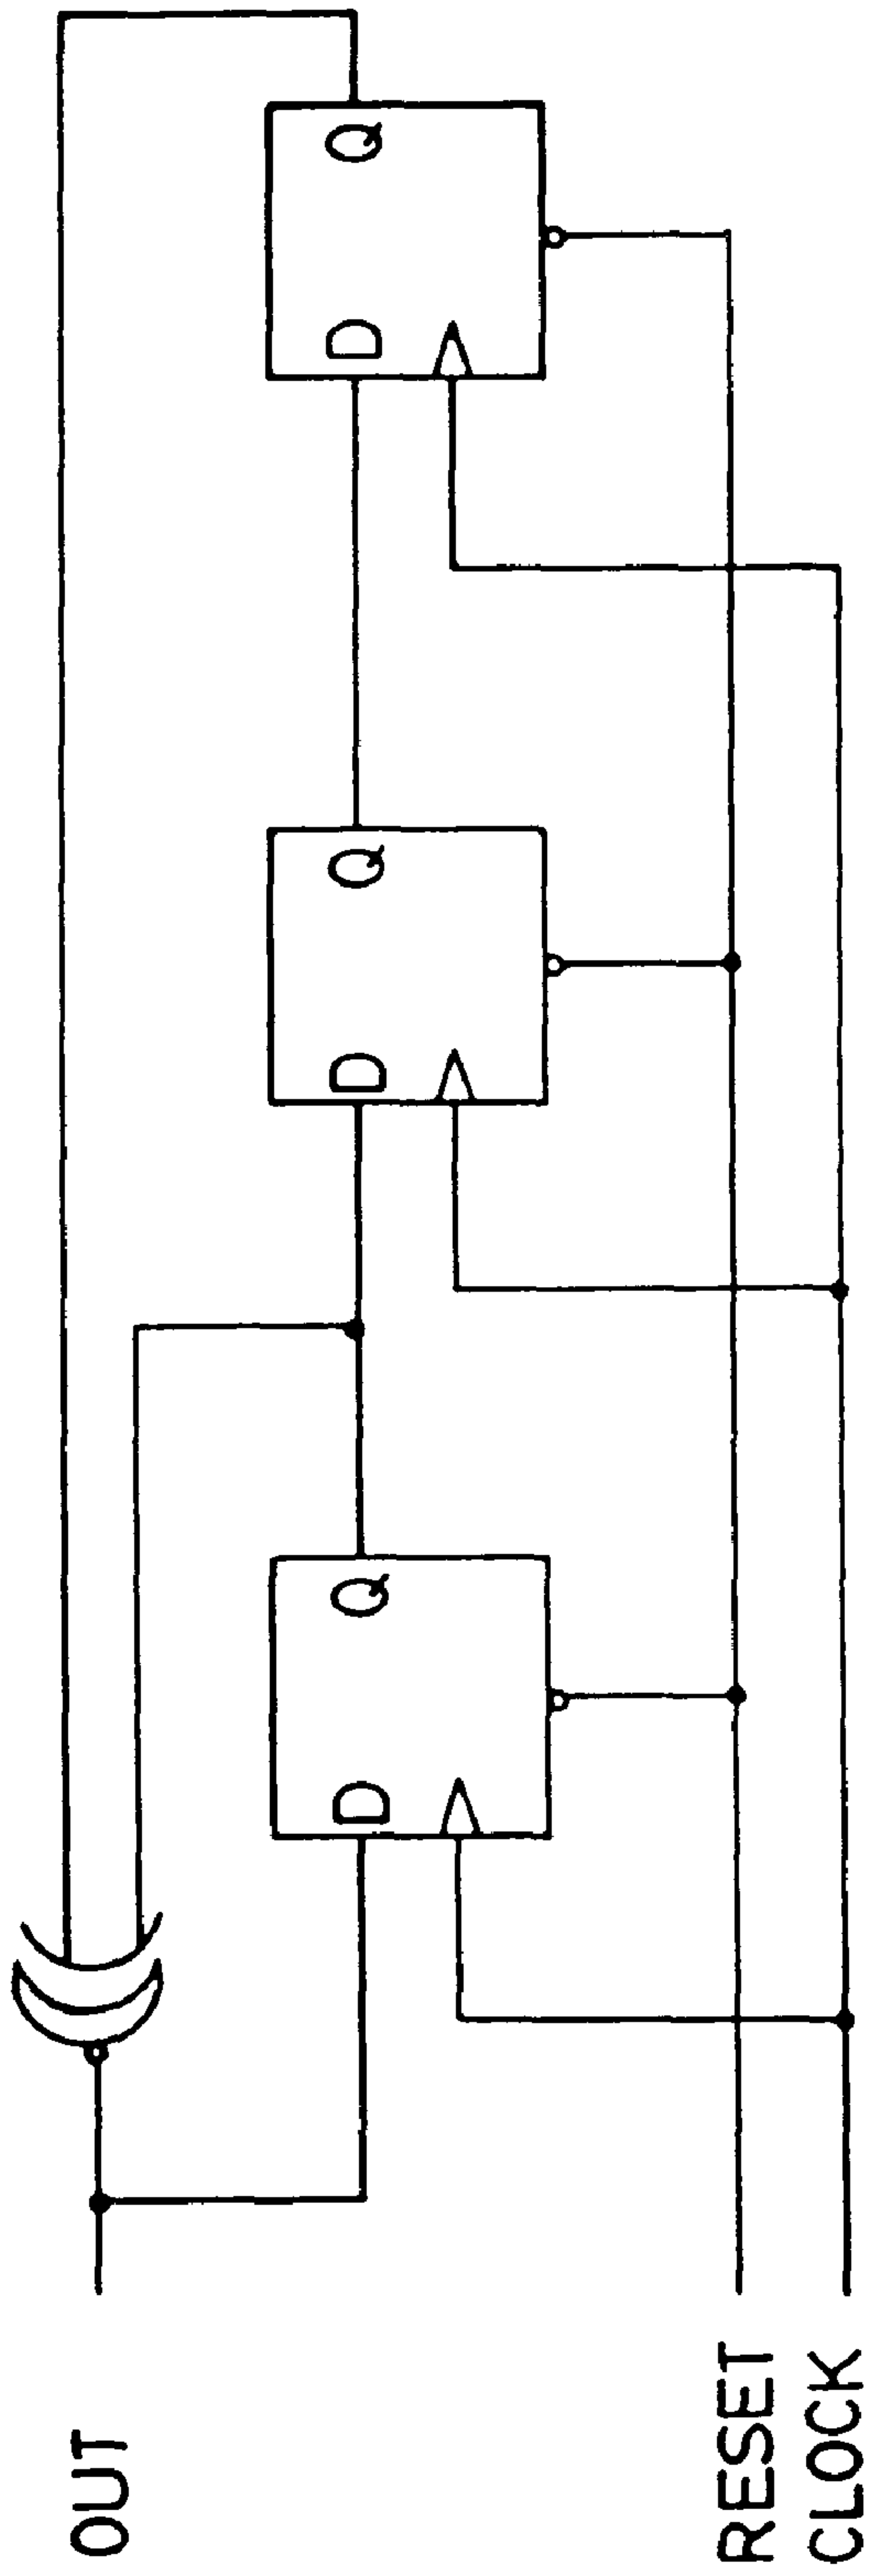 OUT
D Q
D Q
D Q
RESET
CLOCK